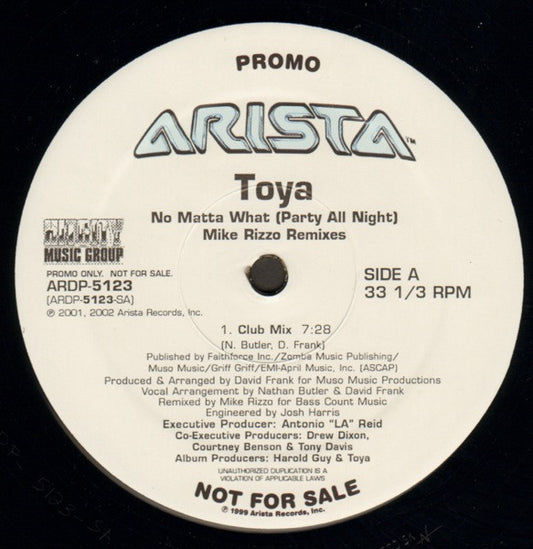 PROMO
ARISTA™
Toya
No Matta What (Party All Night)
Mike Rizzo Remixes
MUSIC GROUP
PROMO ONLY. NOT FOR SALE.
ARDP-5123
(ARDP-5123-SA)
℗ 2001, 2002 Arista Records, Inc.
SIDE A
33 1/3 RPM
1. Club Mix 7:28
(N. Butler, D. Frank)
Published by Faithforce Inc./Zomba Music Publishing/
Muso Music/Griff Griff/EMI-April Music, Inc. (ASCAP)
Produced & Arranged by David Frank for Muso Music Productions
Vocal Arrangement by Nathan Butler & David Frank
Remixed by Mike Rizzo for Bass Count Music
Engineered by Josh Harris
Executive Producer: Antonio "LA" Reid
Co-Executive Producers: Drew Dixon,
Courtney Benson & Tony Davis
Album Producers: Harold Guy & Toya
UNAUTHORIZED DUPLICATION IS A
VIOLATION OF APPLICABLE LAWS
NOT FOR SALE
℗ 1999 Arista Records, Inc.